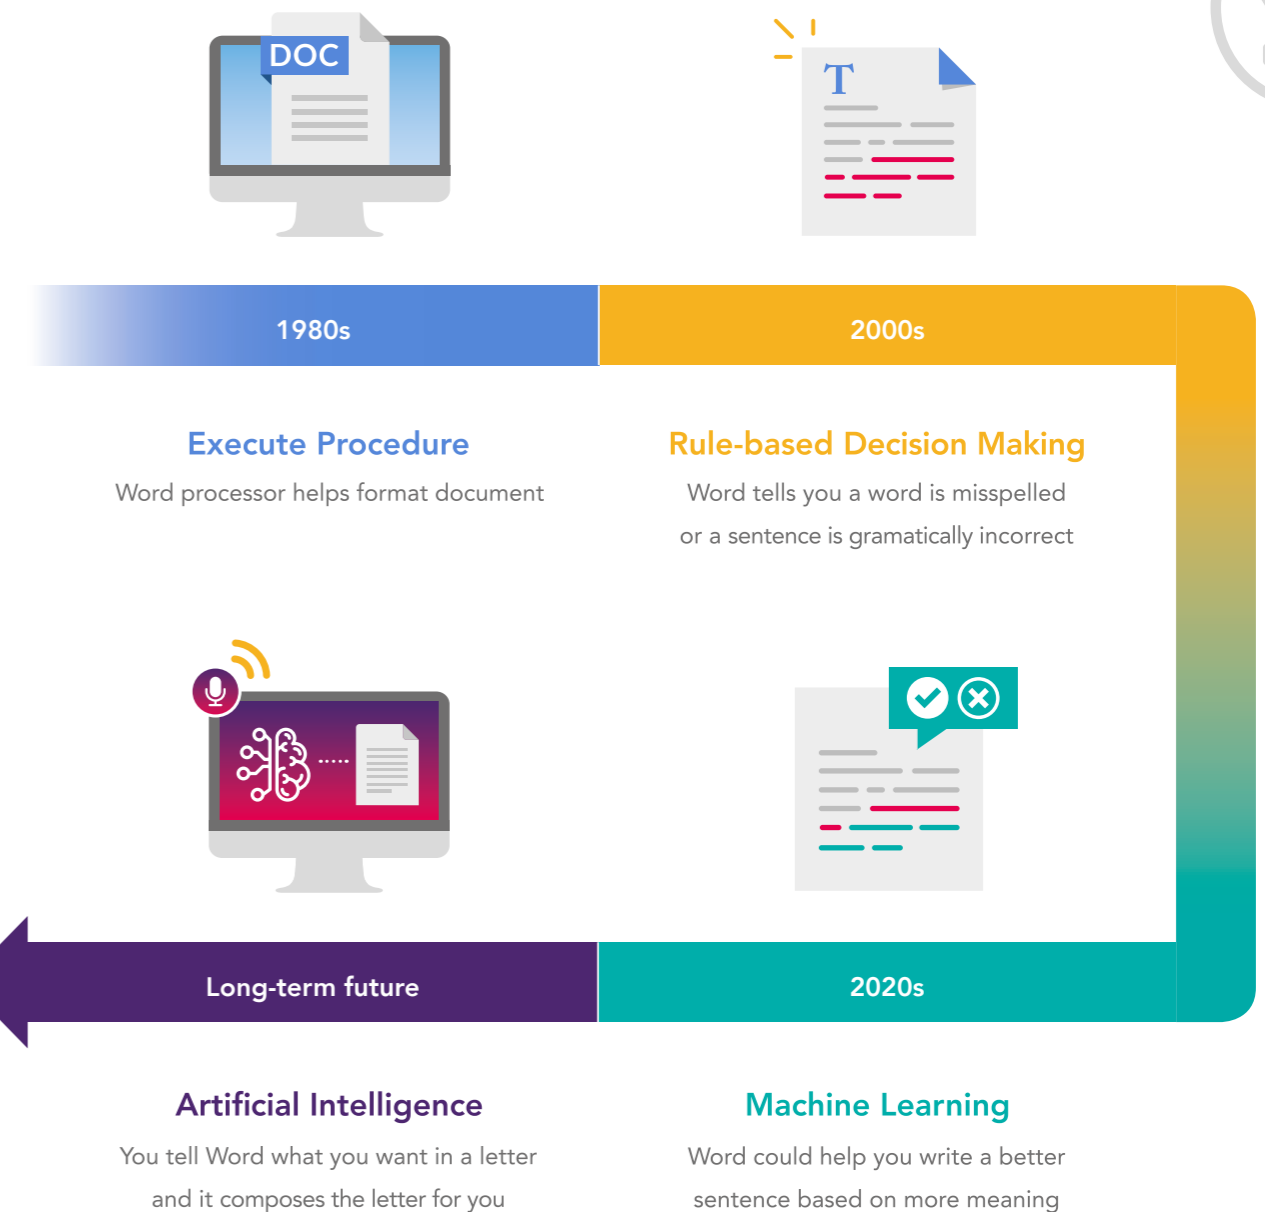 DOC
T
1980s
2000s
Execute Procedure
Word processor helps format document
Rule-based Decision Making
Word tells you a word is misspelled
or a sentence is gramatically incorrect
Long-term future
2020s
Artificial Intelligence
You tell Word what you want in a letter
and it composes the letter for you
Machine Learning
Word could help you write a better
sentence based on more meaning